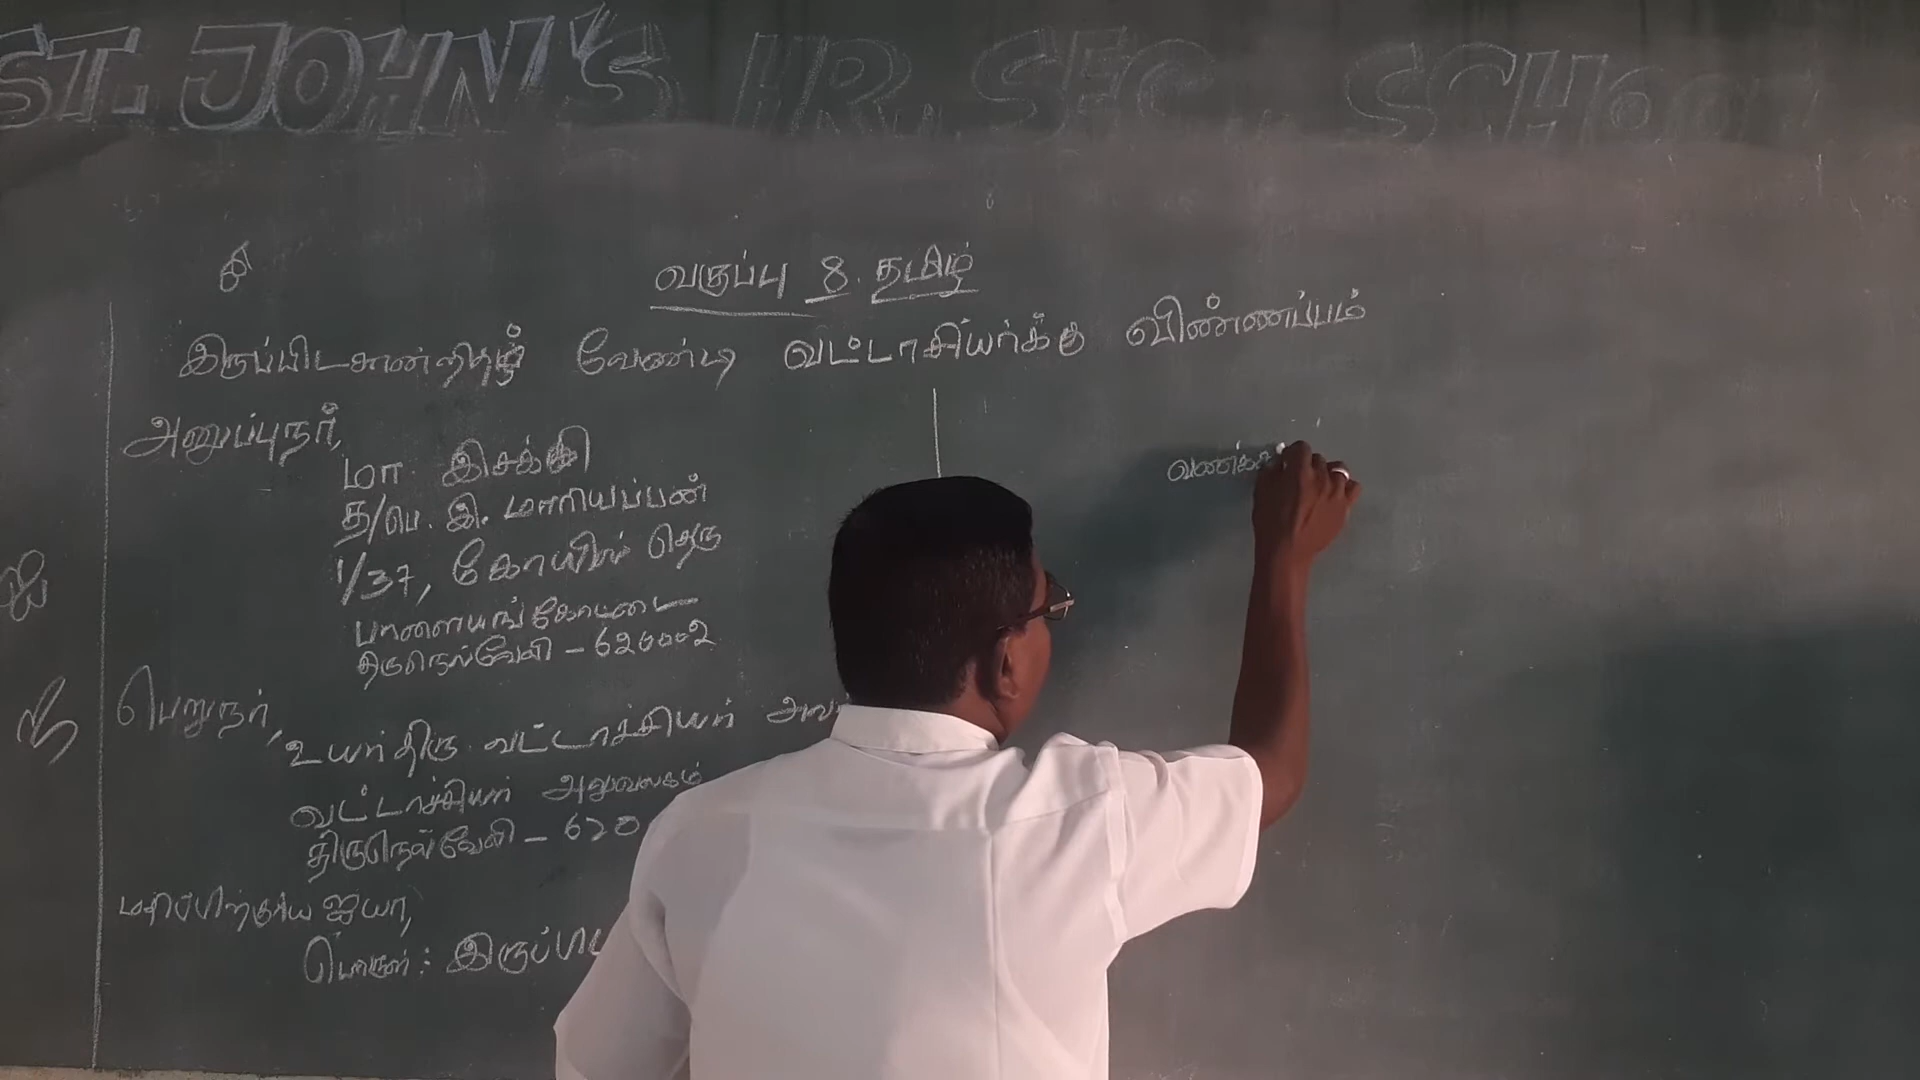 ST. JOHN'S HR. SEC. SCHOOL
வகுப்பு 8. தமிழ்
இருப்பிடசான்றிதழ் வேண்டி வட்டாசியர்க்கு விண்ணப்பம்
அனுப்புநர்,
மா இசக்கி
த/பெ. இ. மாரியப்பன்
1/37, கோயில் தெரு
பாளையங்கோட்டை
திருநெல்வேலி - 620002
பெறுநர்,
உயர்திரு. வட்டாச்சியர் அவ
வட்டாச்சியர் அலுவலகம்
திருநெல்வேலி - 620
மதிப்பிற்குரிய ஐயா,
பொருள் : இருப்பிட
வணக்க